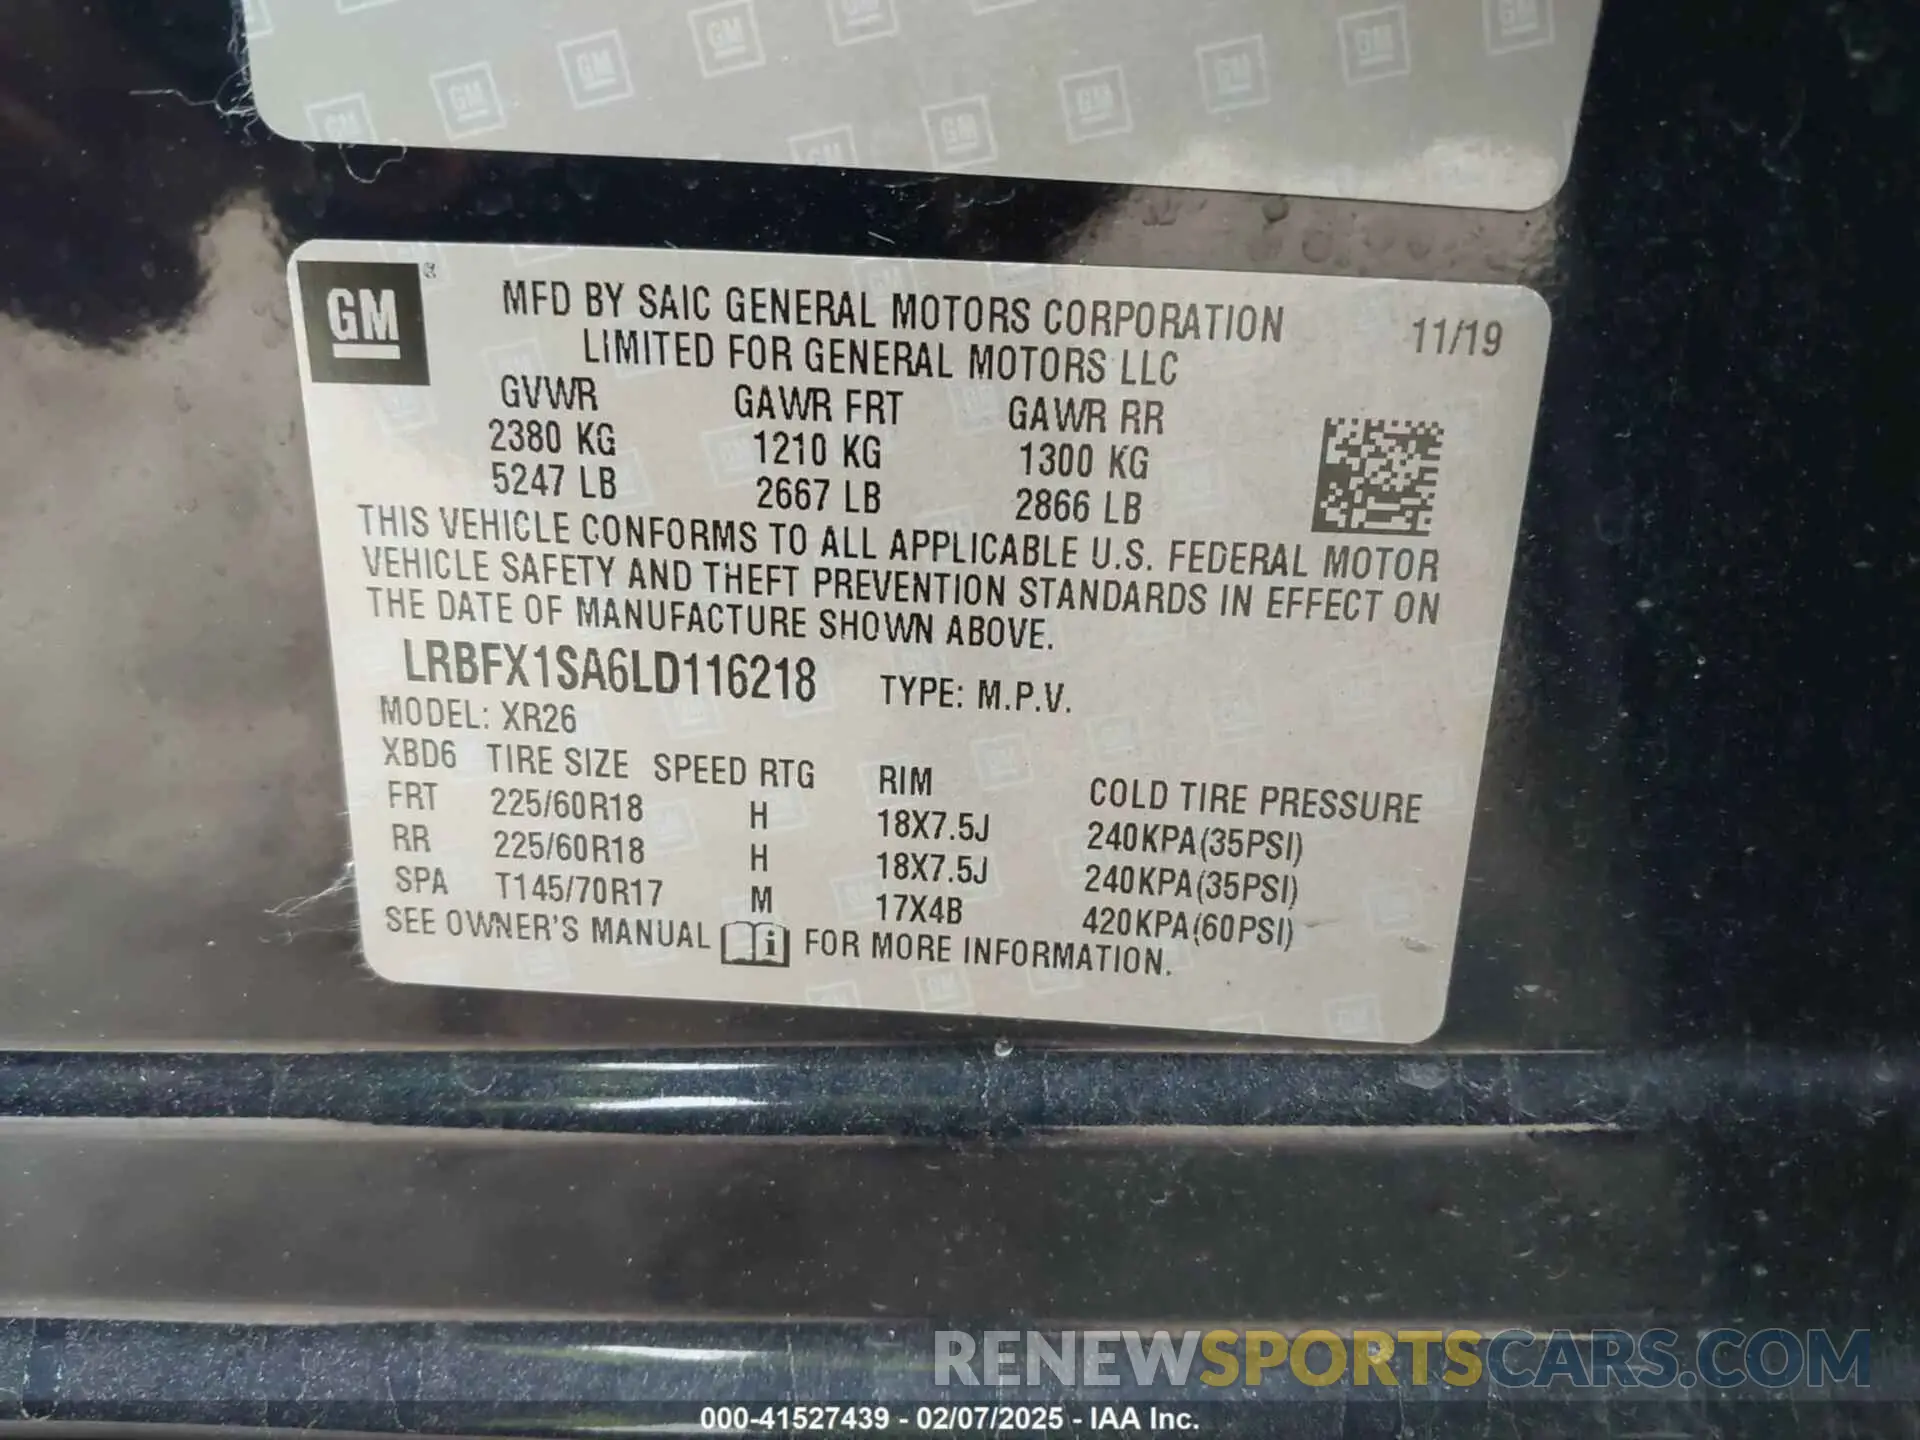 GM
MFD BY SAIC GENERAL MOTORS CORPORATION
LIMITED FOR GENERAL MOTORS LLC
11/19
GVWR GAWR FRT GAWR RR
2380 KG 1210 KG 1300 KG
5247 LB 2667 LB 2866 LB
THIS VEHICLE CONFORMS TO ALL APPLICABLE U.S. FEDERAL MOTOR
VEHICLE SAFETY AND THEFT PREVENTION STANDARDS IN EFFECT ON
THE DATE OF MANUFACTURE SHOWN ABOVE.
LRBFX1SA6LD116218 TYPE: M.P.V.
MODEL: XR26
XBD6 TIRE SIZE SPEED RTG RIM COLD TIRE PRESSURE
FRT 225/60R18 H 18X7.5J 240KPA(35PSI)
RR 225/60R18 H 18X7.5J 240KPA(35PSI)
SPA T145/70R17 M 17X4B 420KPA(60PSI)
SEE OWNER'S MANUAL FOR MORE INFORMATION.
RENEWSPORTSCARS.COM
000-41527439 - 02/07/2025 - IAA Inc.